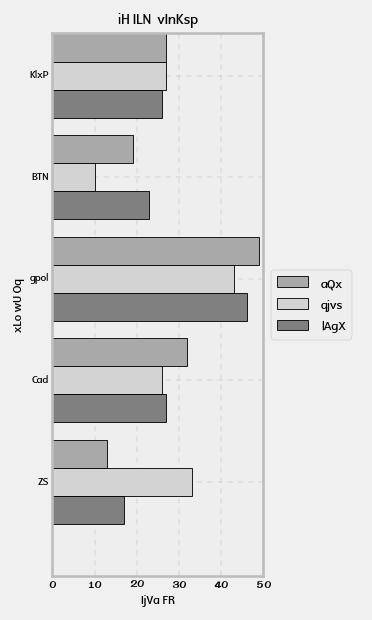 iH ILN vInKsp
KlxP
BTN
gpol
Cad
ZS
xLo wU Oq
0 10 20 30 40 50
IjVa FR
aQx
qjvs
lAgX